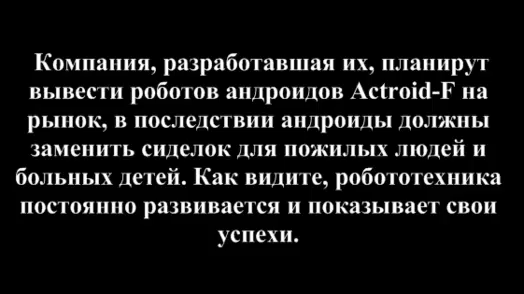 Компания, разработавшая их, планирут
вывести роботов андроидов Actroid-F на
рынок, в последствии андроиды должны
заменить сиделок для пожилых людей и
больных детей. Как видите, робототехника
постоянно развивается и показывает свои
успехи.